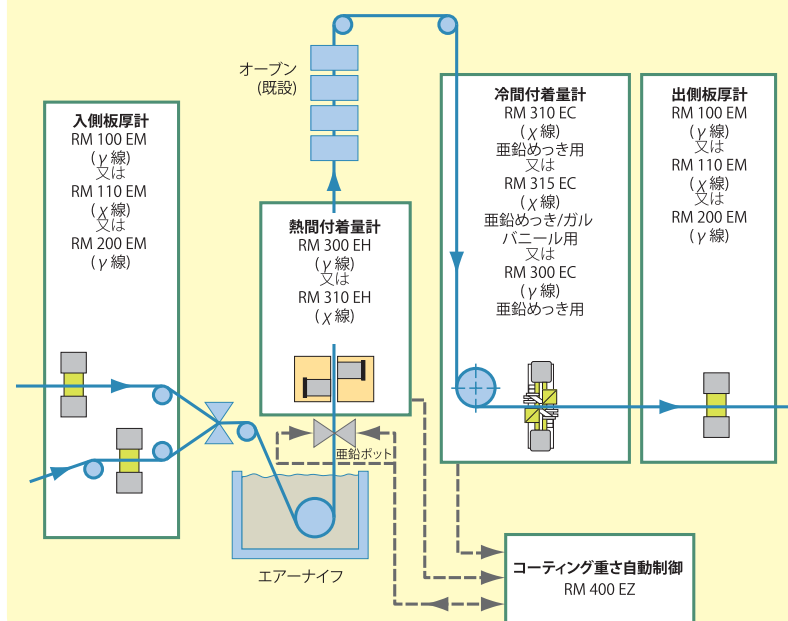 オーブン
(既設)
入側板厚計
RM 100 EM
(γ線)
又は
RM 110 EM
(χ線)
又は
RM 200 EM
(γ線)
熱間付着量計
RM 300 EH
(γ線)
又は
RM 310 EH
(χ線)
冷間付着量計
RM 310 EC
(χ線)
亜鉛めっき用
又は
RM 315 EC
(χ線)
亜鉛めっき/ガル
バニール用
又は
RM 300 EC
(γ線)
亜鉛めっき用
出側板厚計
RM 100 EM
(γ線)
又は
RM 110 EM
(χ線)
又は
RM 200 EM
(γ線)
亜鉛ポット
エアーナイフ
コーティング重さ自動制御
RM 400 EZ